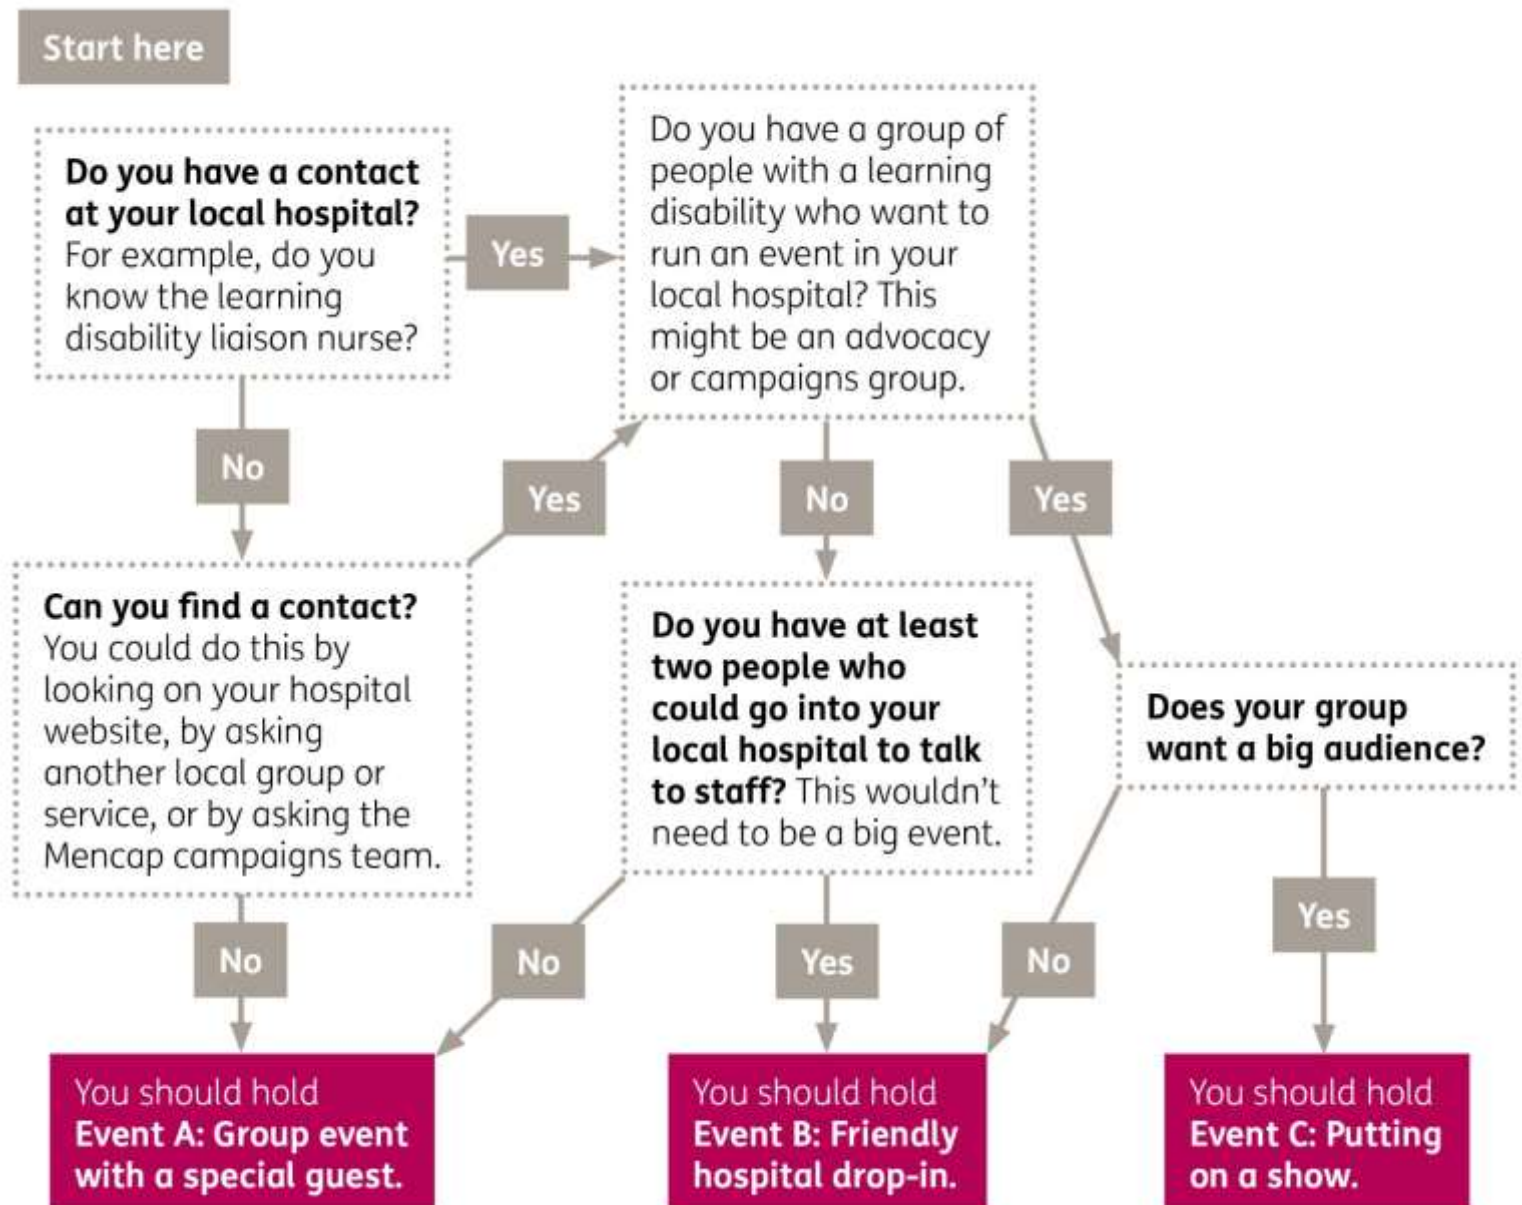 Start here
Do you have a contact
at your local hospital?
For example, do you
know the learning
disability liaison nurse?
Yes
Do you have a group of
people with a learning
disability who want to
run an event in your
local hospital? This
might be an advocacy
or campaigns group.
No
Yes
No
Yes
Can you find a contact?
You could do this by
looking on your hospital
website, by asking
another local group or
service, or by asking the
Mencap campaigns team.
Do you have at least
two people who
could go into your
local hospital to talk
to staff? This wouldn't
need to be a big event.
Does your group
want a big audience?
No
No
Yes
No
Yes
You should hold
Event A: Group event
with a special guest.
You should hold
Event B: Friendly
hospital drop-in.
You should hold
Event C: Putting
on a show.